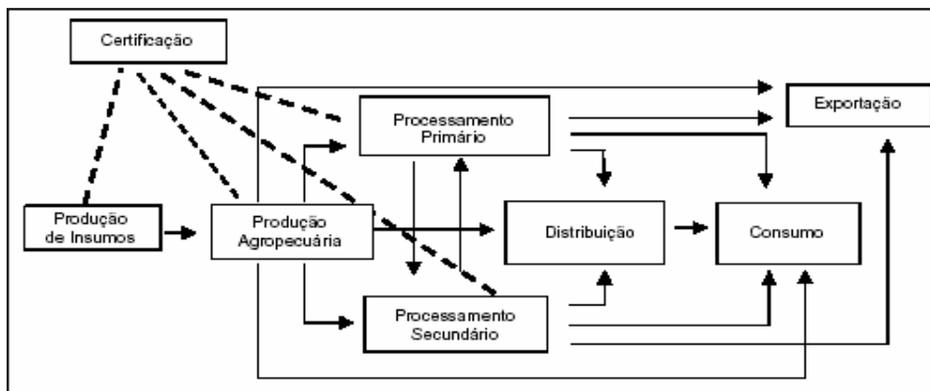 Certificação
Exportação
Processamento
Primário
Produção
de Insumos
Produção
Agropecuária
Distribuição
Consumo
Processamento
Secundário